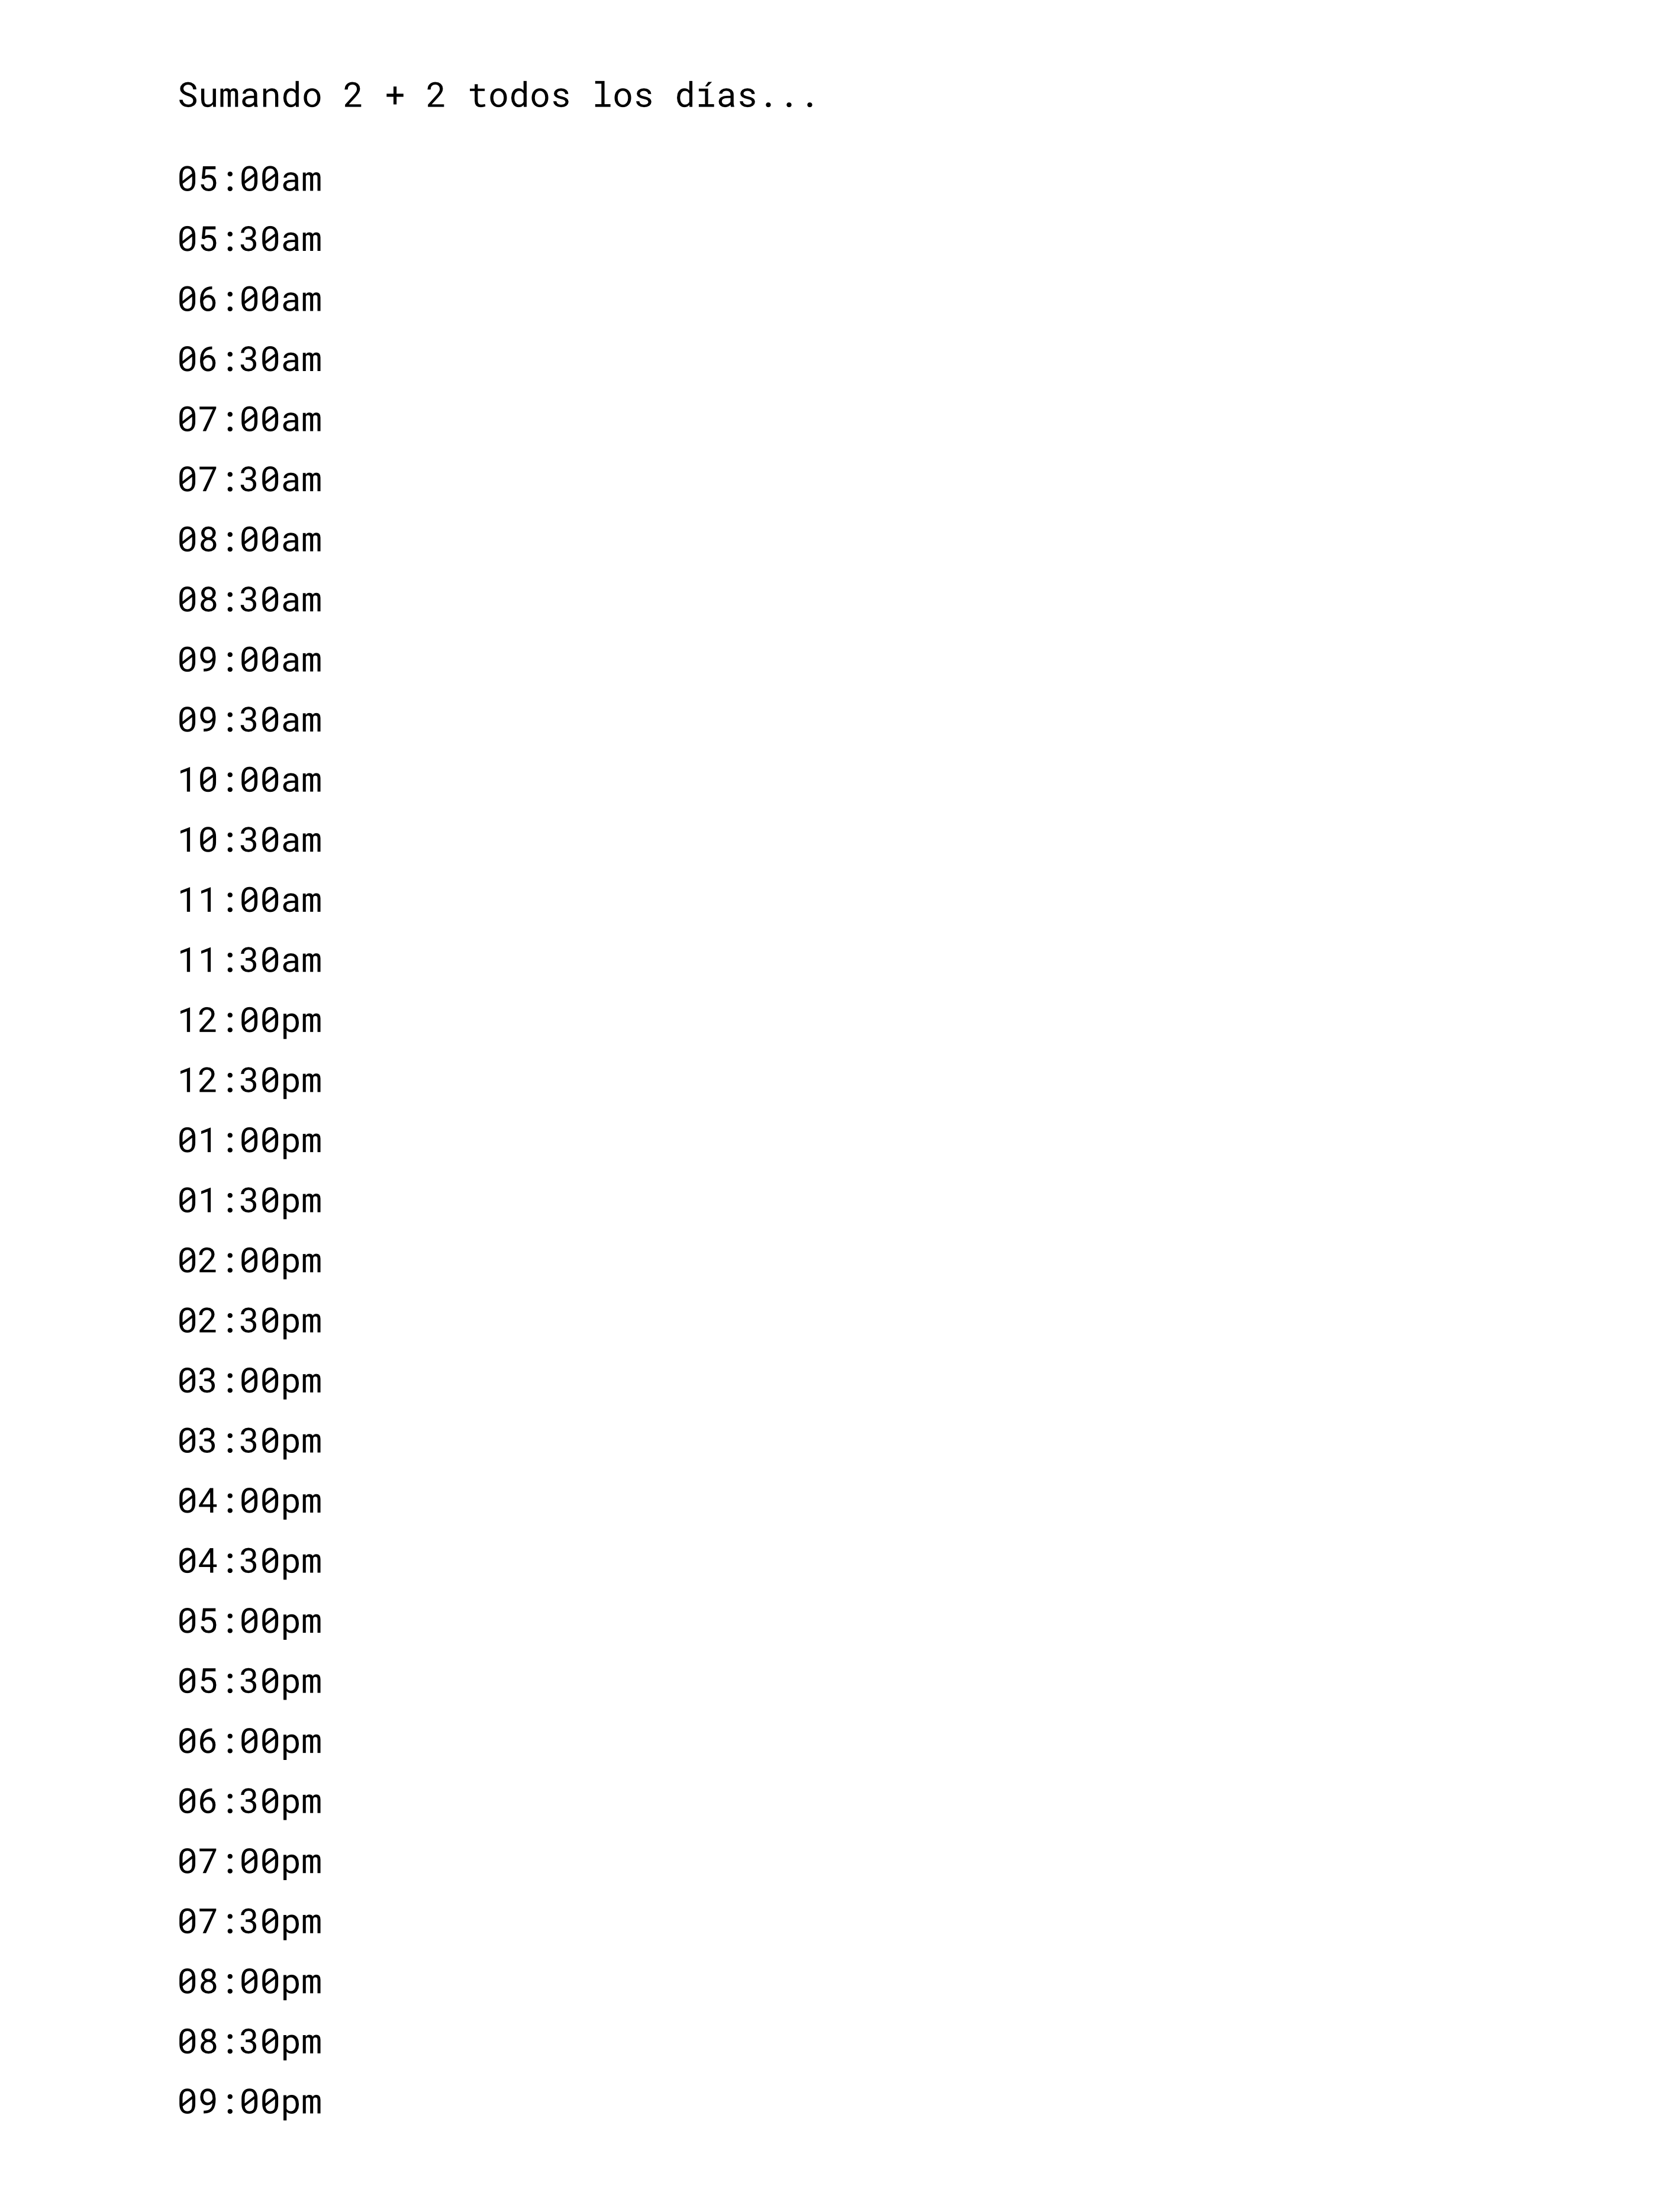 Sumando 2 + 2 todos los días...
05:00am
05:30am
06:00am
06:30am
07:00am
07:30am
08:00am
08:30am
09:00am
09:30am
10:00am
10:30am
11:00am
11:30am
12:00pm
12:30pm
01:00pm
01:30pm
02:00pm
02:30pm
03:00pm
03:30pm
04:00pm
04:30pm
05:00pm
05:30pm
06:00pm
06:30pm
07:00pm
07:30pm
08:00pm
08:30pm
09:00pm